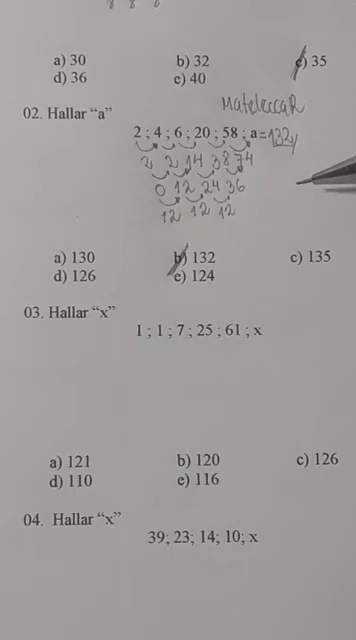 a) 30 b) 32 c) 35
d) 36 e) 40
MateleccaR
02. Hallar “a”
2 ; 4 ; 6 ; 20 ; 58 ; a = 132
2 2 14 38 74
0 12 24 36
12 12 12
a) 130 b) 132 c) 135
d) 126 e) 124
03. Hallar “x”
1 ; 1 ; 7 ; 25 ; 61 ; x
a) 121 b) 120 c) 126
d) 110 e) 116
04. Hallar “x”
39; 23; 14; 10; x